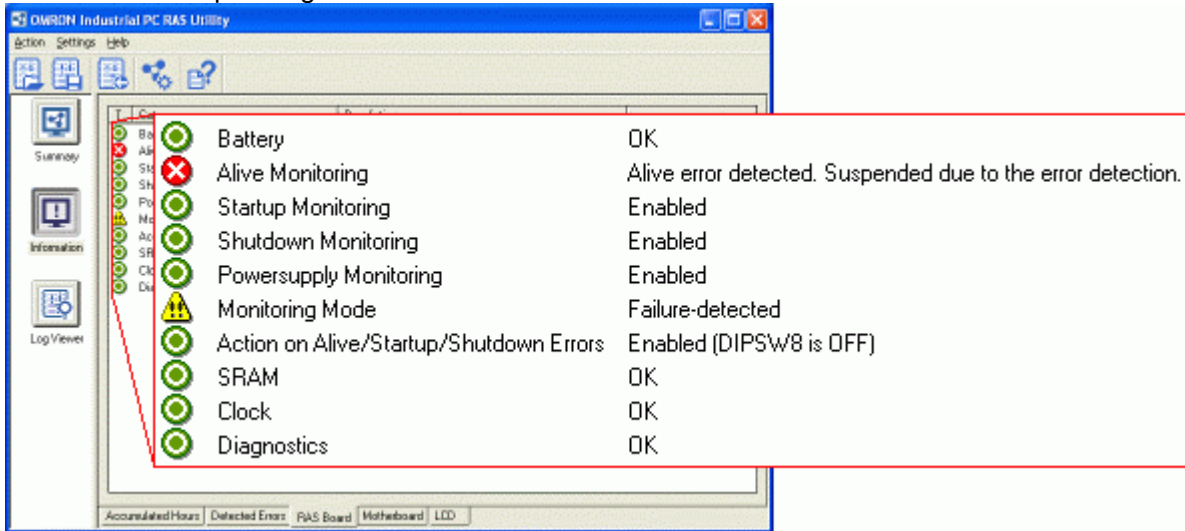 OMRON Industrial PC RAS Utility
Action Settings Help
Summary
Information
Log Viewer
Battery OK
Alive Monitoring Alive error detected. Suspended due to the error detection.
Startup Monitoring Enabled
Shutdown Monitoring Enabled
Powersupply Monitoring Enabled
Monitoring Mode Failure-detected
Action on Alive/Startup/Shutdown Errors Enabled (DIPSW8 is OFF)
SRAM OK
Clock OK
Diagnostics OK
Accumulated Hours Detected Errors RAS Board Motherboard LCD